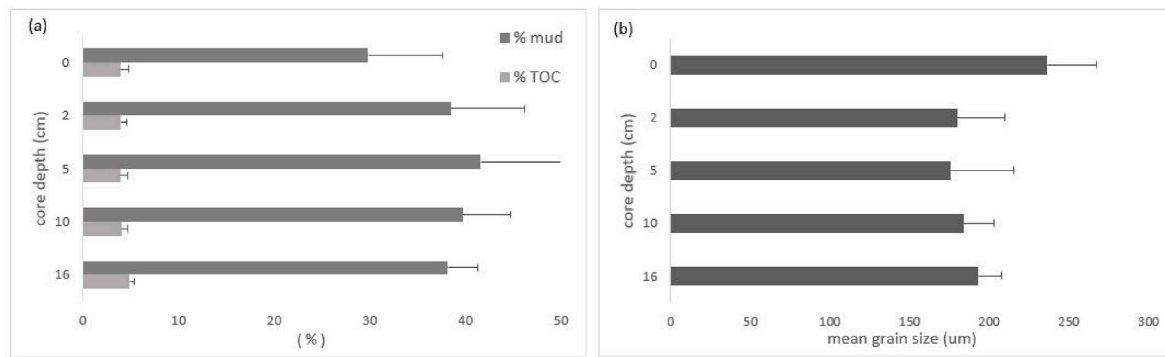 (a)
% mud
% TOC
0
2
5
10
16
core depth (cm)
0 10 20 30 40 50
( % )
(b)
0
2
5
10
16
core depth (cm)
0 50 100 150 200 250 300
mean grain size (um)